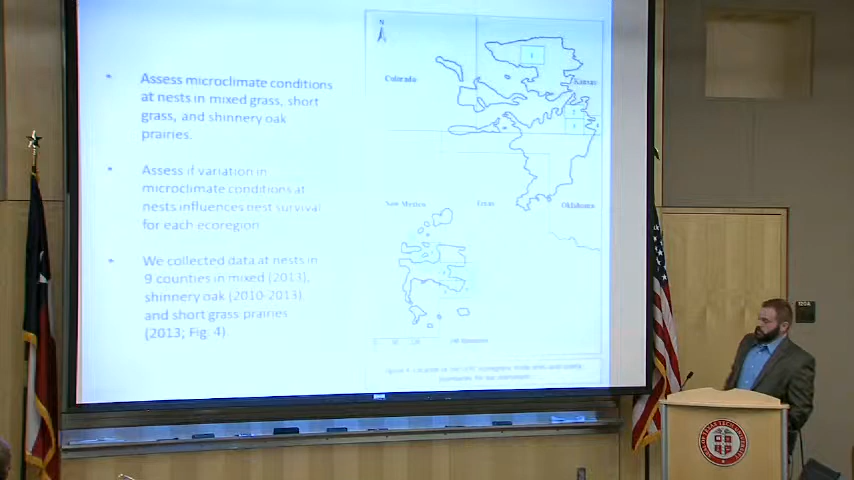 Assess microclimate conditions
at nests in mixed grass, short
grass, and shinnery oak
prairies.
Assess if variation in
microclimate conditions at
nests influences nest survival
for each ecoregion
We collected data at nests in
9 counties in mixed (2013),
shinnery oak (2010-2013)
and short grass prairies
(2013; Fig. 4).
N
Colorado
Kansas
New Mexico
Texas
Oklahoma
120A